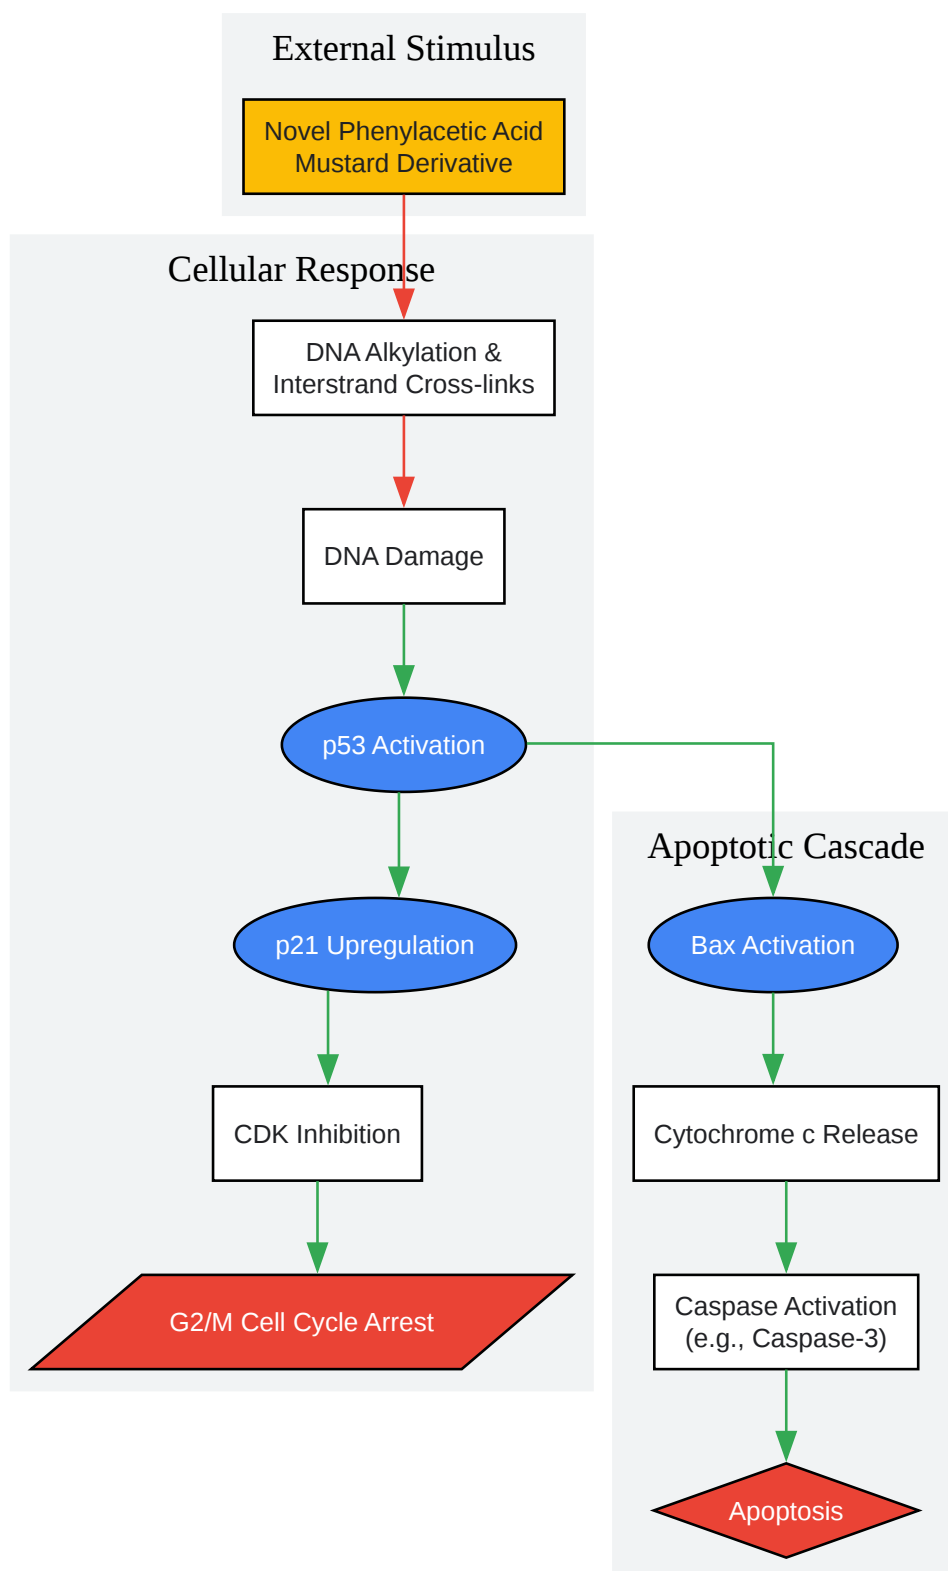 External Stimulus
Novel Phenylacetic Acid
Mustard Derivative
Cellular Response
DNA Alkylation &
Interstrand Cross-links
DNA Damage
p53 Activation
p21 Upregulation
CDK Inhibition
G2/M Cell Cycle Arrest
Apoptotic Cascade
Bax Activation
Cytochrome c Release
Caspase Activation
(e.g., Caspase-3)
Apoptosis